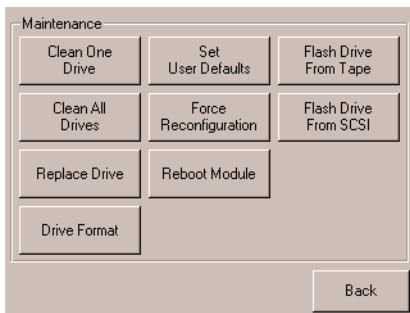 Maintenance
Clean One
Drive
Set
User Defaults
Flash Drive
From Tape
Clean All
Drives
Force
Reconfiguration
Flash Drive
From SCSI
Replace Drive
Reboot Module
Drive Format
Back